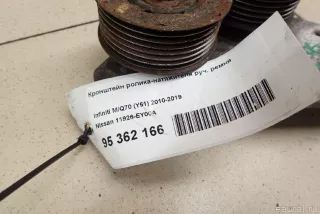 Кронштейн ролика-натяжителя руч. ремня
Infiniti M/Q70 (Y51) 2010-2019
Nissan 11926-EY00A
95 362 166